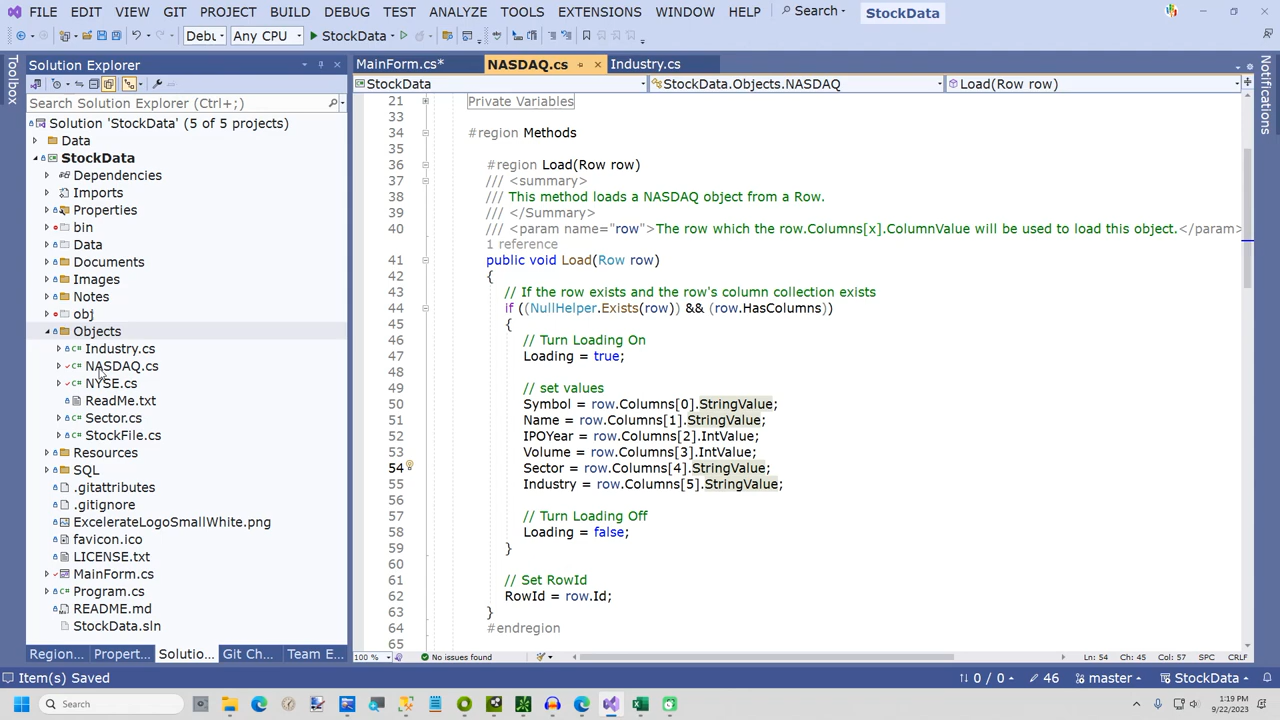 FILE EDIT VIEW GIT PROJECT BUILD DEBUG TEST ANALYZE TOOLS EXTENSIONS WINDOW HELP Search StockData
Debu Any CPU StockData
Toolbox
Solution Explorer
Search Solution Explorer (Ctrl+;)
Solution 'StockData' (5 of 5 projects)
Data
StockData
Dependencies
Imports
Properties
bin
Data
Documents
Images
Notes
obj
Objects
Industry.cs
NASDAQ.cs
NYSE.cs
ReadMe.txt
Sector.cs
StockFile.cs
Resources
SQL
.gitattributes
.gitignore
ExcelerateLogoSmallWhite.png
favicon.ico
LICENSE.txt
MainForm.cs
Program.cs
README.md
StockData.sln
Region... Propert... Solutio... Git Ch... Team E...
MainForm.cs* NASDAQ.cs Industry.cs
StockData StockData.Objects.NASDAQ Load(Row row)
21 Private Variables
33
34 #region Methods
35
36 #region Load(Row row)
37 /// <summary>
38 /// This method loads a NASDAQ object from a Row.
39 /// </Summary>
40 /// <param name="row">The row which the row.Columns[x].ColumnValue will be used to load this object.</param>
1 reference
41 public void Load(Row row)
42 {
43 // If the row exists and the row's column collection exists
44 if ((NullHelper.Exists(row)) && (row.HasColumns))
45 {
46 // Turn Loading On
47 Loading = true;
48
49 // set values
50 Symbol = row.Columns[0].StringValue;
51 Name = row.Columns[1].StringValue;
52 IPOYear = row.Columns[2].IntValue;
53 Volume = row.Columns[3].IntValue;
54 Sector = row.Columns[4].StringValue;
55 Industry = row.Columns[5].StringValue;
56
57 // Turn Loading Off
58 Loading = false;
59 }
60
61 // Set RowId
62 RowId = row.Id;
63 }
64 #endregion
65
100 % No issues found Ln: 54 Ch: 45 Col: 57 SPC CRLF
Notifications
Item(s) Saved 0 / 0 46 master StockData
Search
1:19 PM
9/22/2023